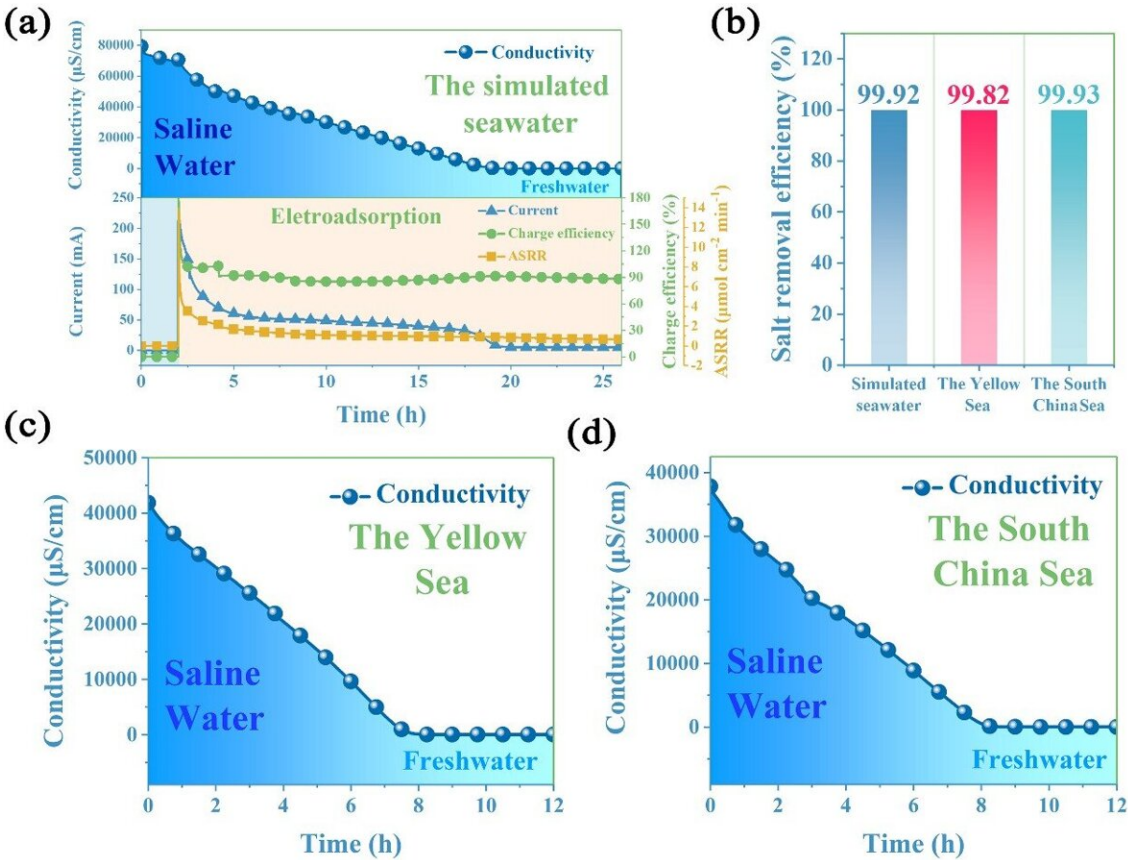 (a)
80000
60000
40000
20000
0
Conductivity (μS/cm)
Conductivity
The simulated
seawater
Saline
Water
Freshwater
250
200
150
100
50
0
Current (mA)
Eletroadsorption
Current
Charge efficiency
ASRR
180
150
120
90
60
30
0
Charge efficiency (%)
14
12
10
8
6
4
2
0
-2
ASRR (μmol cm⁻² min⁻¹)
0 5 10 15 20 25
Time (h)
(b)
120
100
80
60
40
20
0
Salt removal efficiency (%)
99.92 99.82 99.93
Simulated
seawater
The Yellow
Sea
The South
China Sea
(c)
50000
40000
30000
20000
10000
0
Conductivity (μS/cm)
Conductivity
The Yellow
Sea
Saline
Water
Freshwater
0 2 4 6 8 10 12
Time (h)
(d)
40000
30000
20000
10000
0
Conductivity (μS/cm)
Conductivity
The South
China Sea
Saline
Water
Freshwater
0 2 4 6 8 10 12
Time (h)